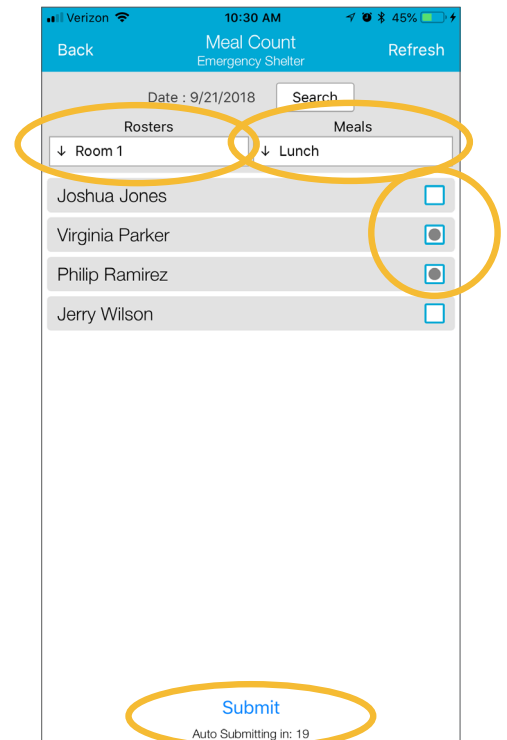 Verizon 10:30 AM 45%
Back Meal Count Refresh
Emergency Shelter
Date : 9/21/2018 Search
Rosters Meals
↓ Room 1 ↓ Lunch
Joshua Jones
Virginia Parker
Philip Ramirez
Jerry Wilson
Submit
Auto Submitting in: 19